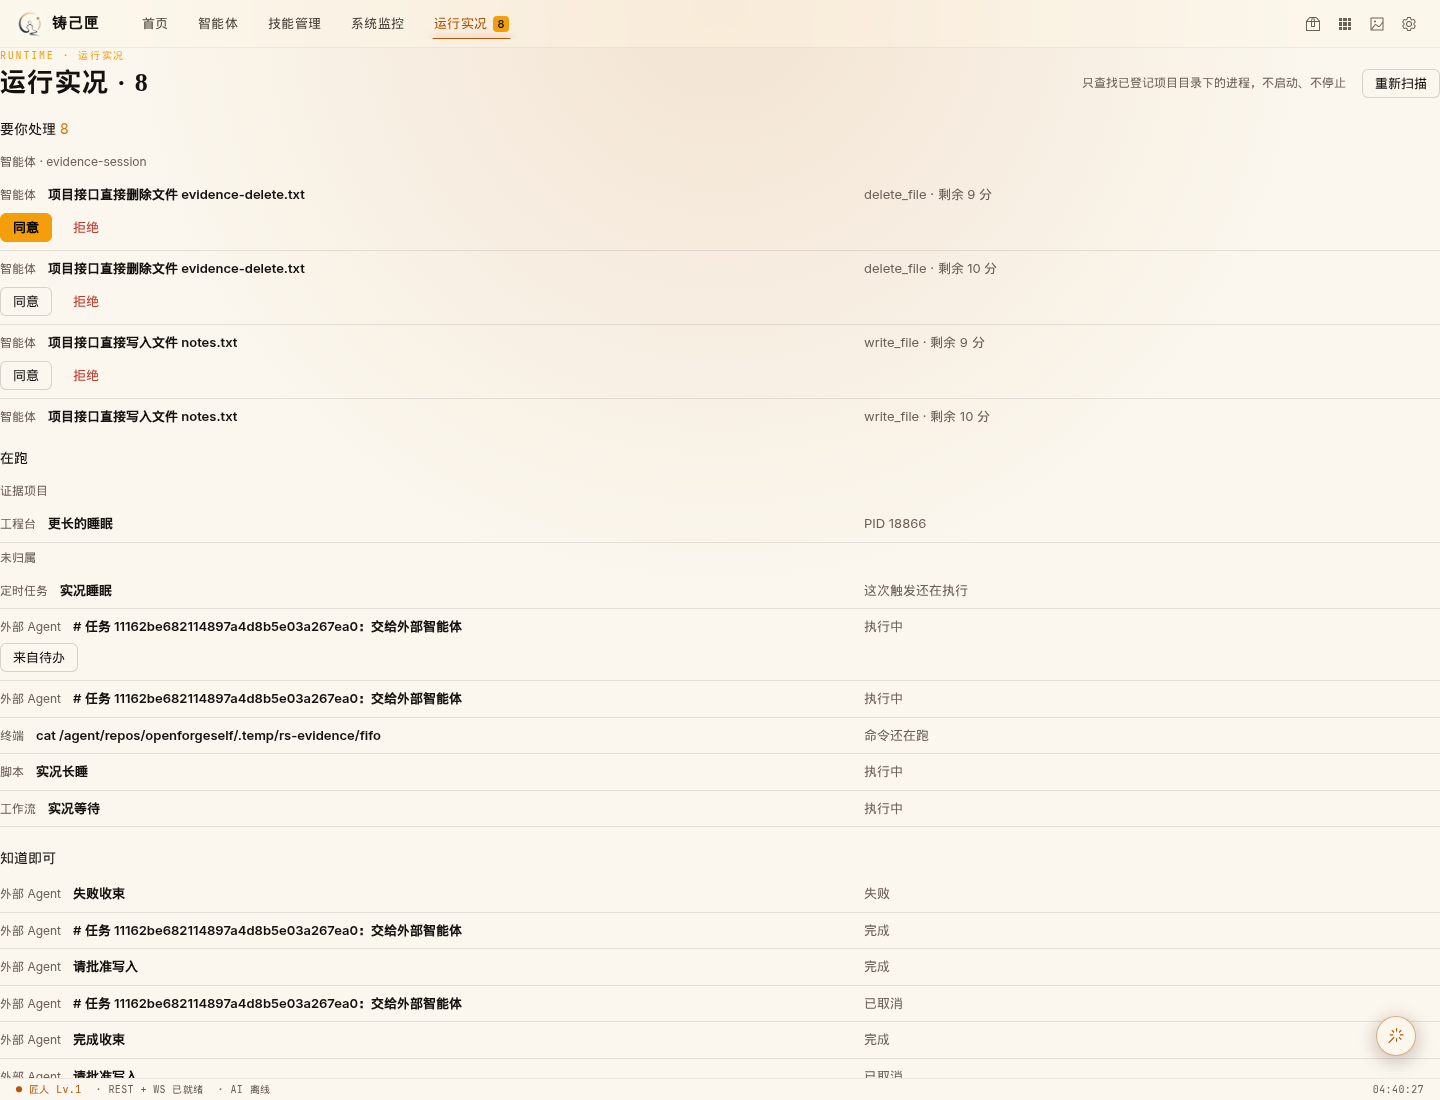 铸己匣 首页 智能体 技能管理 系统监控 运行实况 8
RUNTIME · 运行实况
运行实况 · 8
只查找已登记项目目录下的进程，不启动、不停止 重新扫描
要你处理 8
智能体 · evidence-session
智能体 项目接口直接删除文件 evidence-delete.txt delete_file · 剩余 9 分
同意 拒绝
智能体 项目接口直接删除文件 evidence-delete.txt delete_file · 剩余 10 分
同意 拒绝
智能体 项目接口直接写入文件 notes.txt write_file · 剩余 9 分
同意 拒绝
智能体 项目接口直接写入文件 notes.txt write_file · 剩余 10 分
在跑
证据项目
工程台 更长的睡眠 PID 18866
未归属
定时任务 实况睡眠 这次触发还在执行
外部 Agent # 任务 11162be682114897a4d8b5e03a267ea0：交给外部智能体 执行中
来自待办
外部 Agent # 任务 11162be682114897a4d8b5e03a267ea0：交给外部智能体 执行中
终端 cat /agent/repos/openforgeself/.temp/rs-evidence/fifo 命令还在跑
脚本 实况长睡 执行中
工作流 实况等待 执行中
知道即可
外部 Agent 失败收束 失败
外部 Agent # 任务 11162be682114897a4d8b5e03a267ea0：交给外部智能体 完成
外部 Agent 请批准写入 完成
外部 Agent # 任务 11162be682114897a4d8b5e03a267ea0：交给外部智能体 已取消
外部 Agent 完成收束 完成
外部 Agent 请批准写入 已取消
匠人 Lv.1 · REST + WS 已就绪 · AI 离线 04:40:27